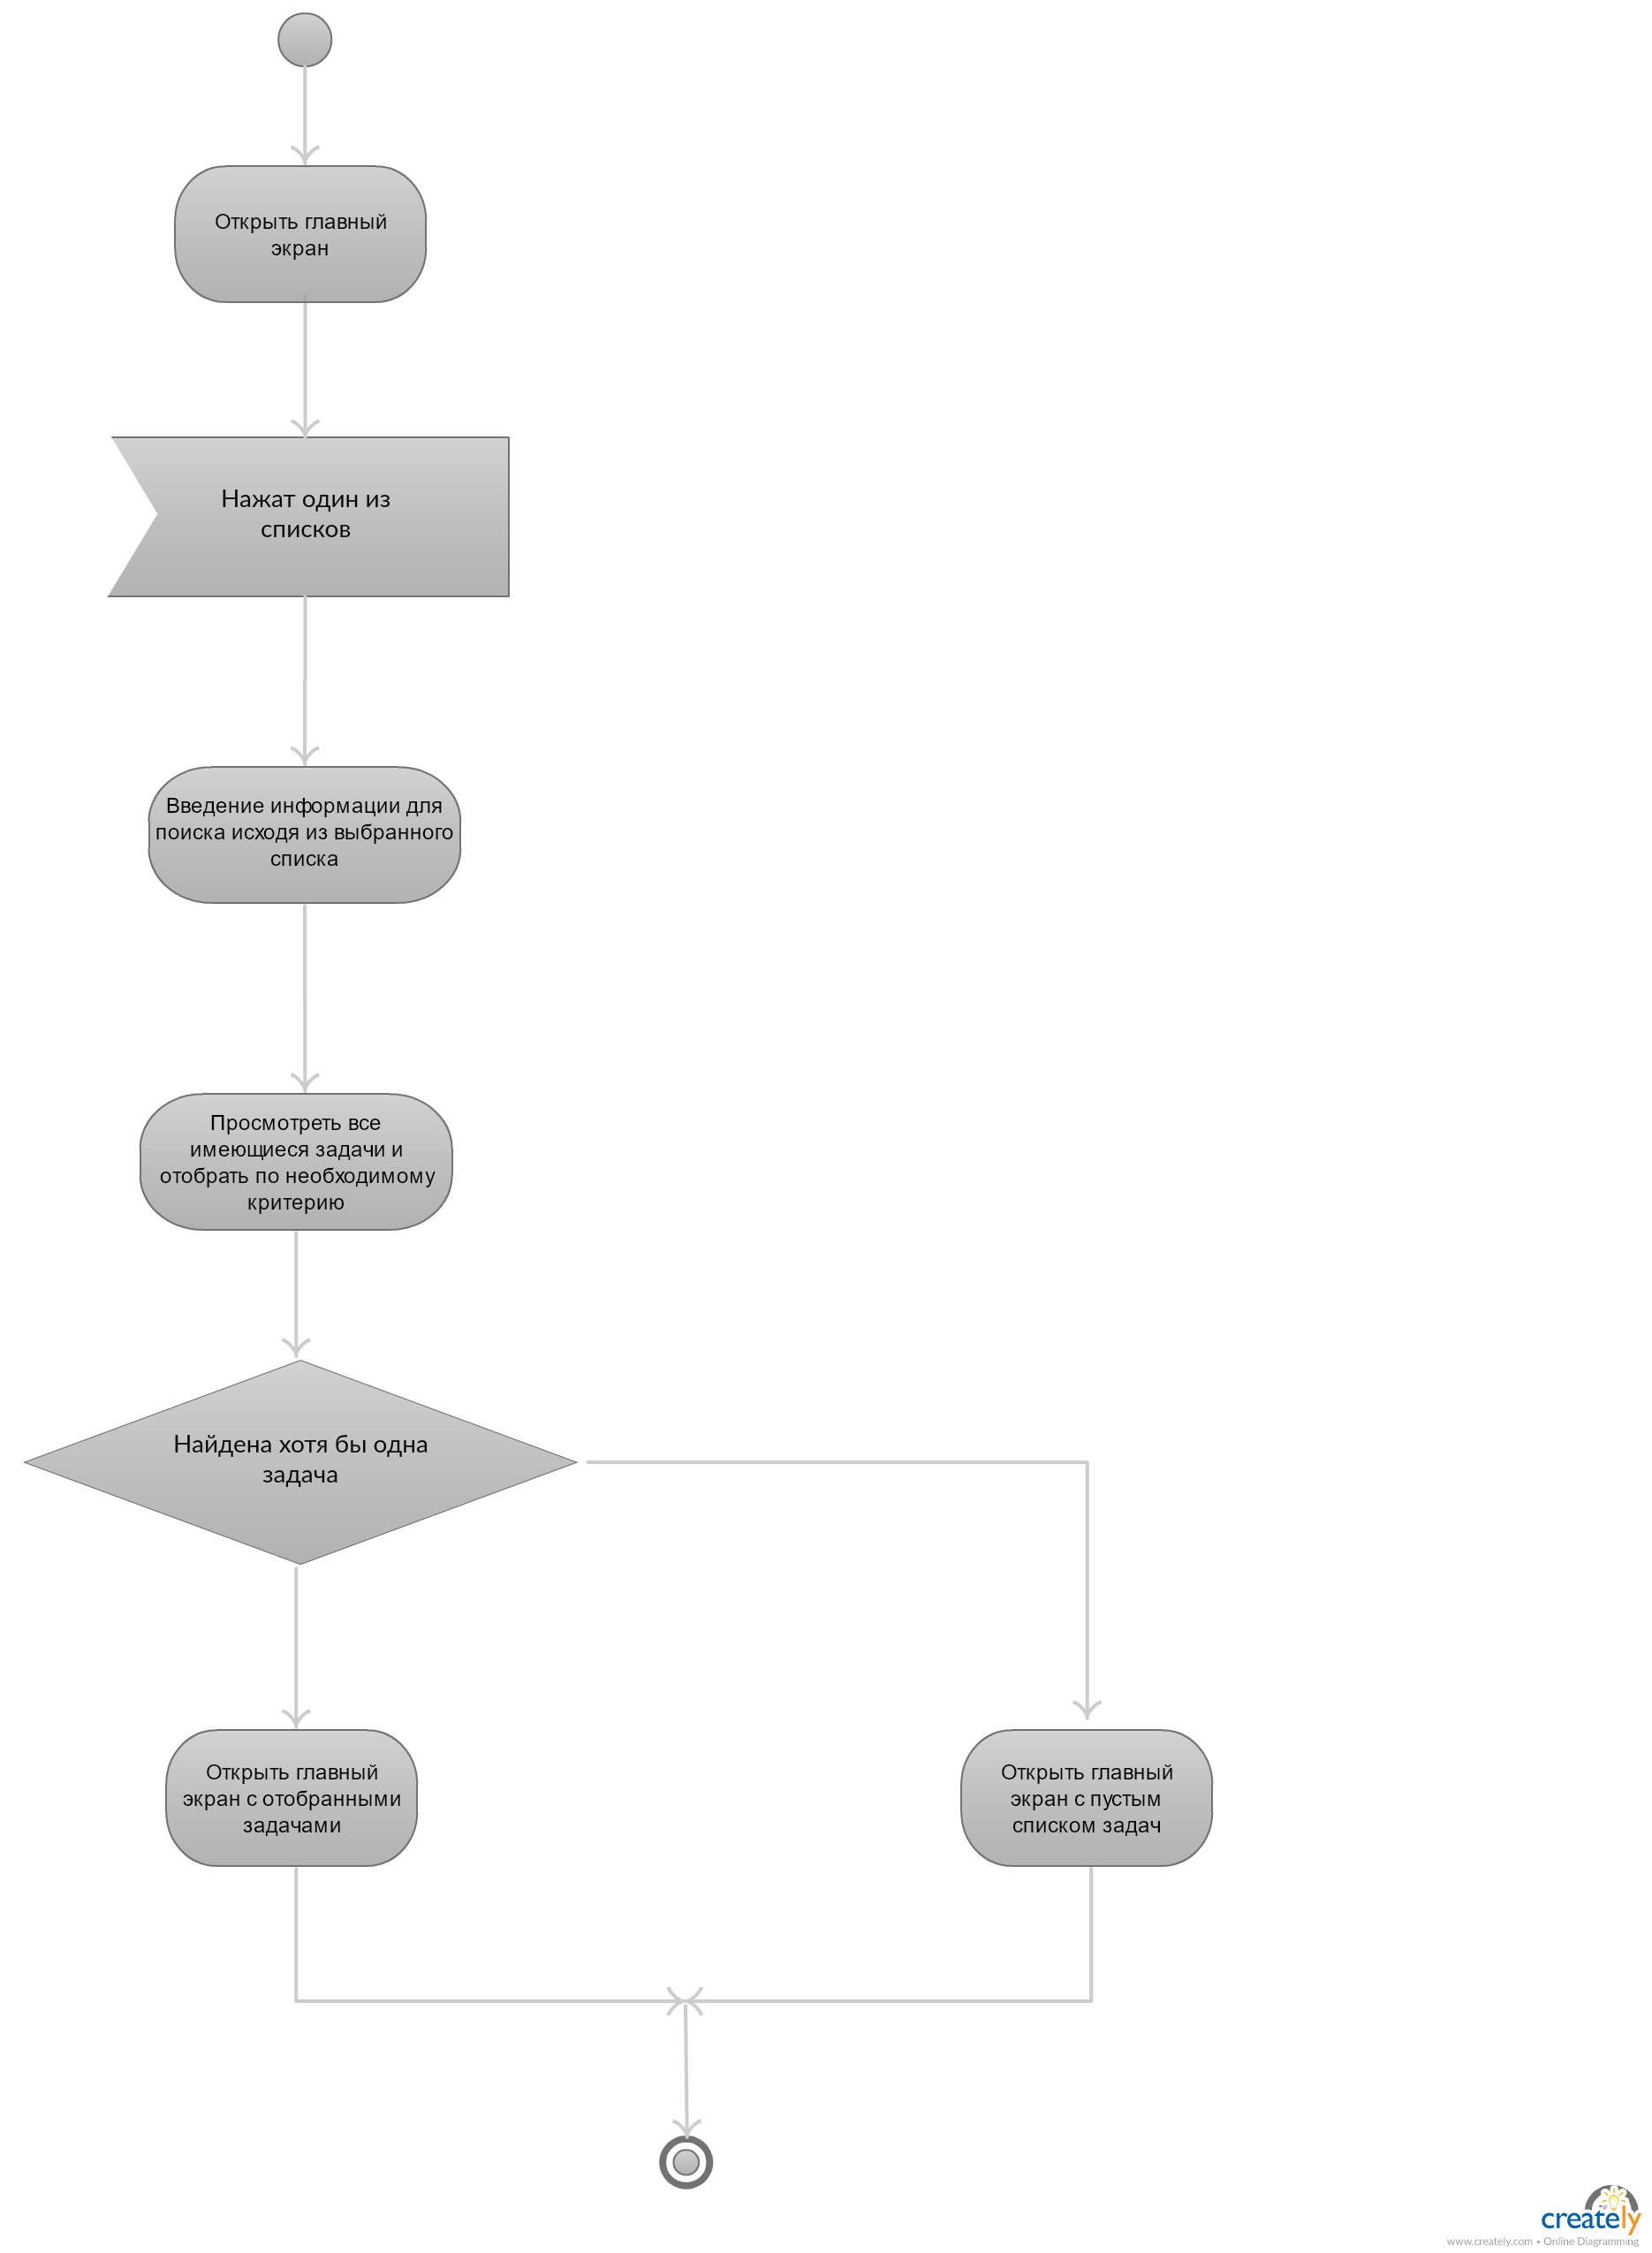 Открыть главный
экран
Нажат один из
списков
Введение информации для
поиска исходя из выбранного
списка
Просмотреть все
имеющиеся задачи и
отобрать по необходимому
критерию
Найдена хотя бы одна
задача
Открыть главный
экран с отобранными
задачами
Открыть главный
экран с пустым
списком задач
creately
www.creately.com • Online Diagramming